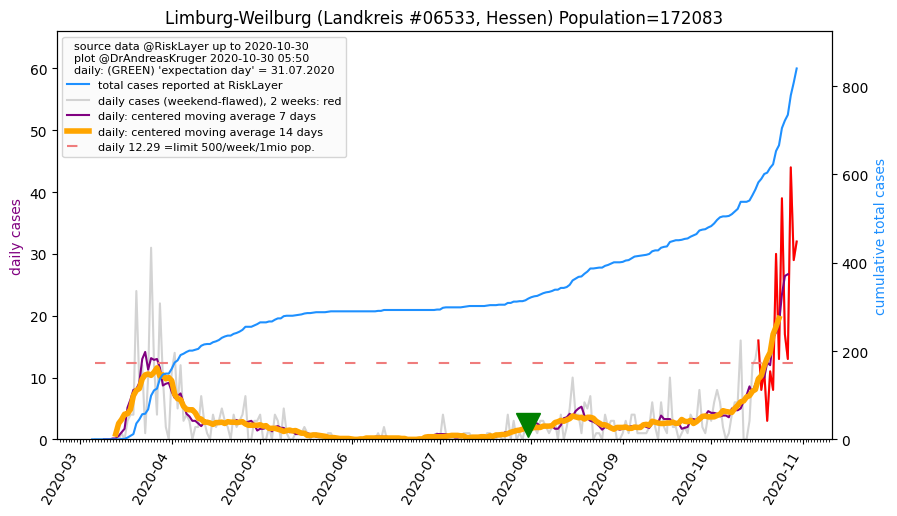 Limburg-Weilburg (Landkreis #06533, Hessen) Population=172083
source data @RiskLayer up to 2020-10-30
plot @DrAndreasKruger 2020-10-30 05:50
daily: (GREEN) 'expectation day' = 31.07.2020
total cases reported at RiskLayer
daily cases (weekend-flawed), 2 weeks: red
daily: centered moving average 7 days
daily: centered moving average 14 days
daily 12.29 =limit 500/week/1mio pop.
daily cases
60
50
40
30
20
10
0
cumulative total cases
800
600
400
200
0
2020-03
2020-04
2020-05
2020-06
2020-07
2020-08
2020-09
2020-10
2020-11